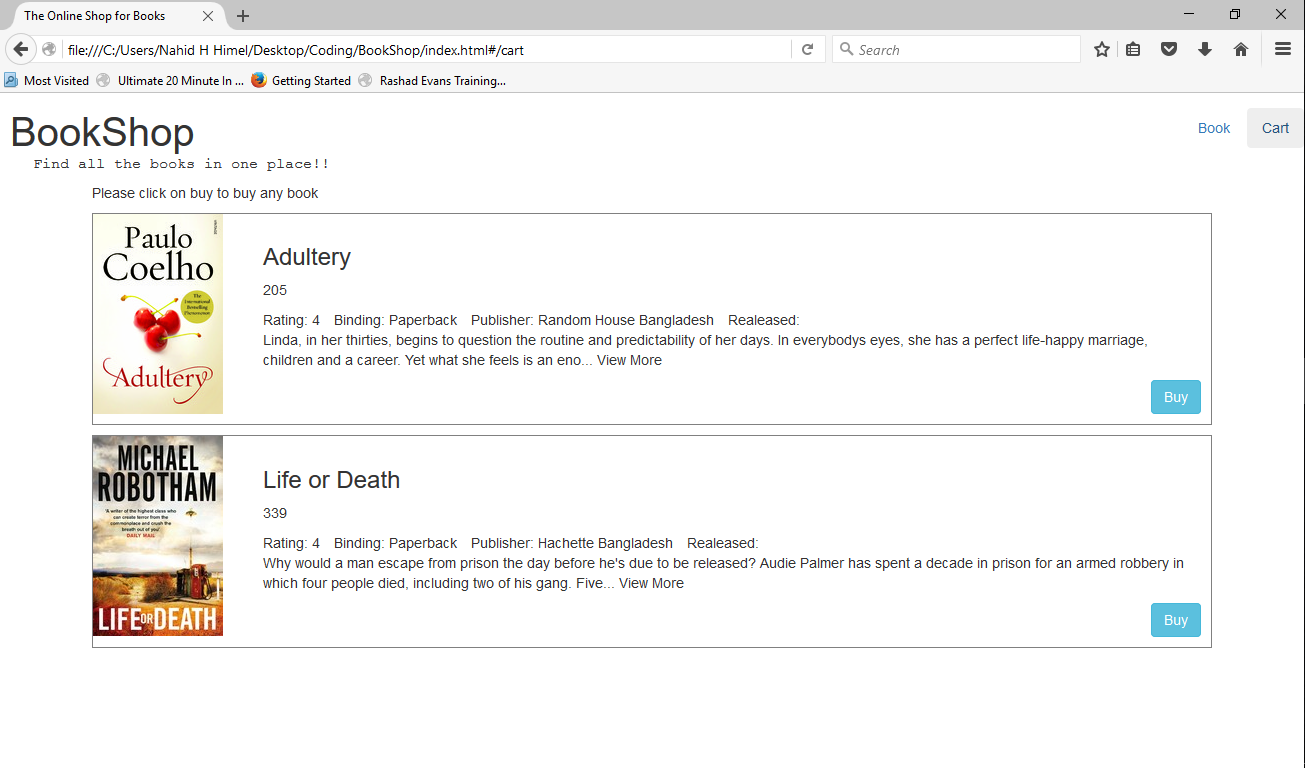 The Online Shop for Books
file:///C:/Users/Nahid H Himel/Desktop/Coding/BookShop/index.html#/cart
Search
Most Visited
Ultimate 20 Minute In ...
Getting Started
Rashad Evans Training...
BookShop
Book
Cart
Find all the books in one place!!
Please click on buy to buy any book
Paulo
Coelho
The
International
Bestselling
Phenomenon
Adultery
Adultery
205
Rating: 4 Binding: Paperback Publisher: Random House Bangladesh Realeased:
Linda, in her thirties, begins to question the routine and predictability of her days. In everybodys eyes, she has a perfect life-happy marriage,
children and a career. Yet what she feels is an eno... View More
Buy
MICHAEL
ROBOTHAM
'A writer of the highest class who
can create terror from the
commonplace and crush the
breath out of you'
DAILY MAIL
LIFE OR DEATH
Life or Death
339
Rating: 4 Binding: Paperback Publisher: Hachette Bangladesh Realeased:
Why would a man escape from prison the day before he's due to be released? Audie Palmer has spent a decade in prison for an armed robbery in
which four people died, including two of his gang. Five... View More
Buy